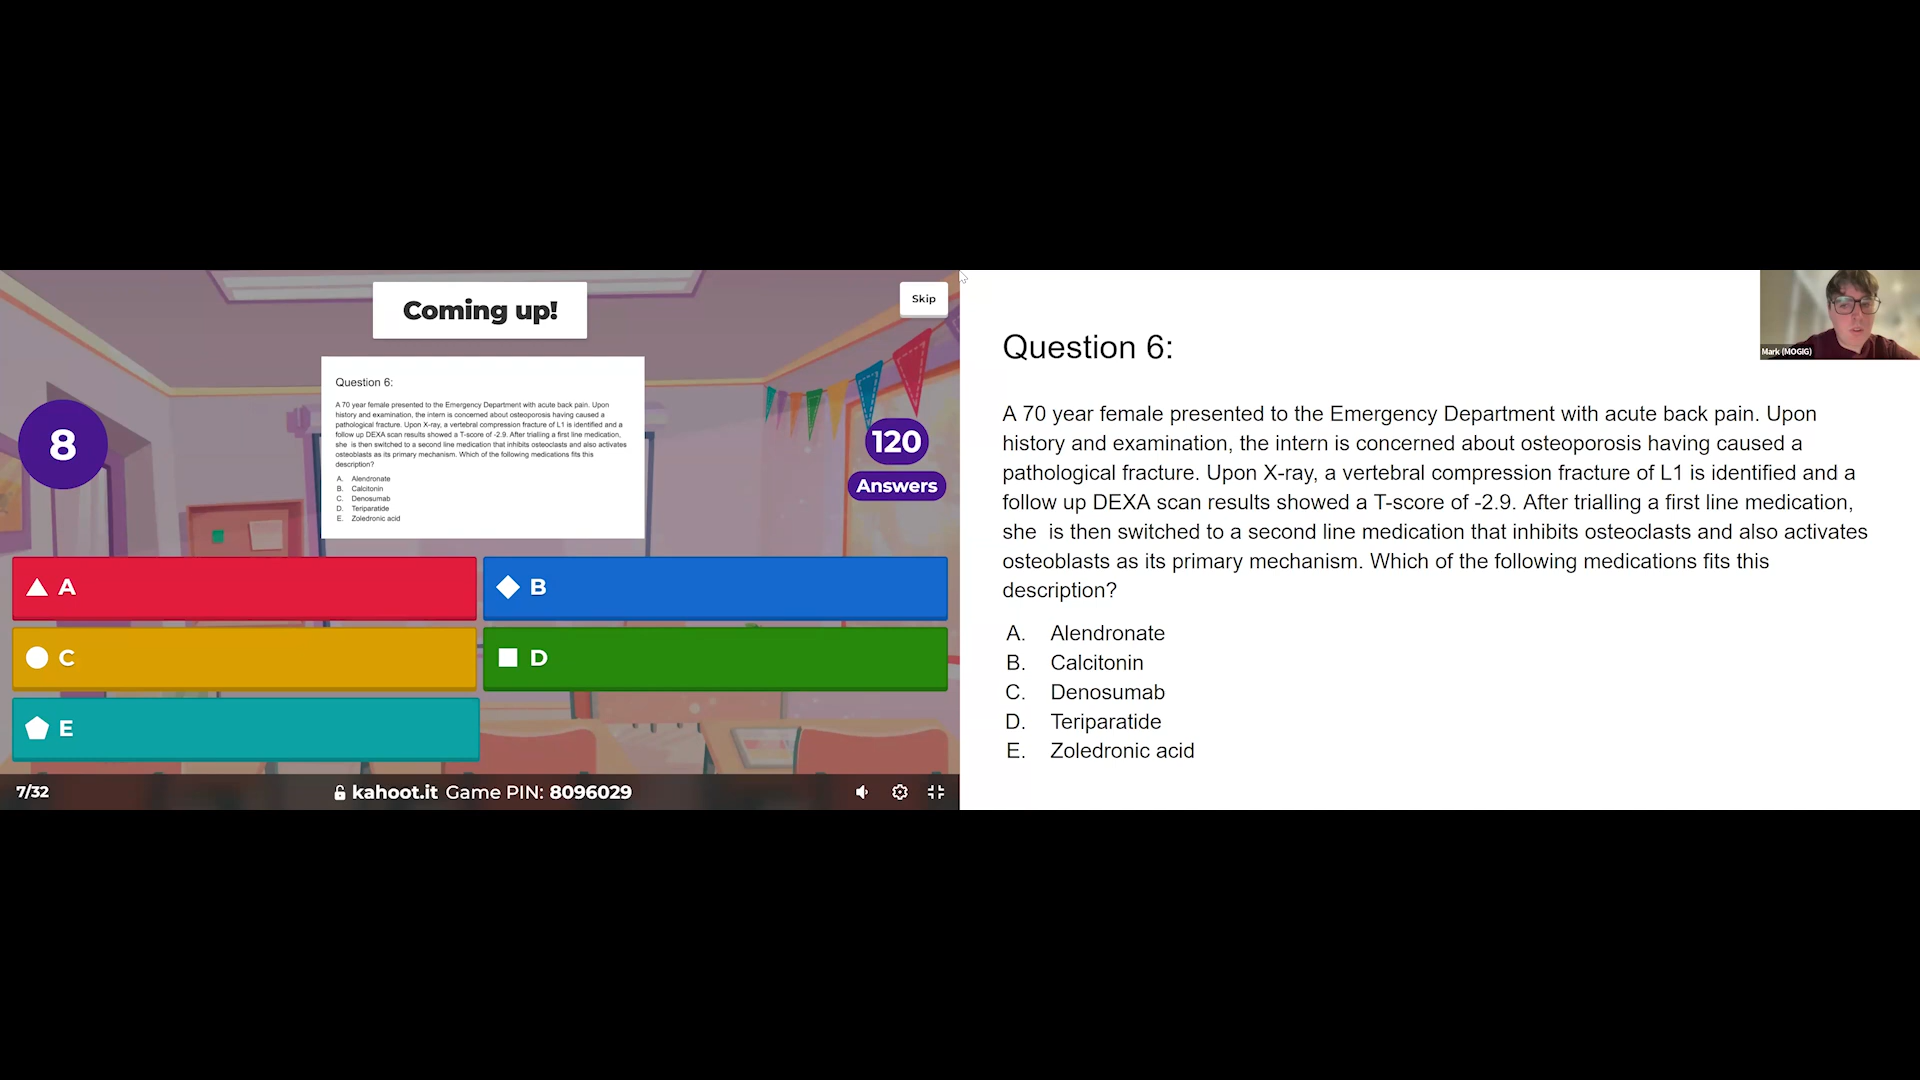 Coming up!
Skip
Question 6:
A 70 year female presented to the Emergency Department with acute back pain. Upon
history and examination, the intern is concerned about osteoporosis having caused a
pathological fracture. Upon X-ray, a vertebral compression fracture of L1 is identified and a
follow up DEXA scan results showed a T-score of -2.9. After trialling a first line medication,
she is then switched to a second line medication that inhibits osteoclasts and also activates
osteoblasts as its primary mechanism. Which of the following medications fits this
description?
A. Alendronate
B. Calcitonin
C. Denosumab
D. Teriparatide
E. Zoledronic acid
8
120
Answers
A
B
C
D
E
7/32
kahoot.it Game PIN: 8096029
Mark (MOGIG)
Question 6:
A 70 year female presented to the Emergency Department with acute back pain. Upon
history and examination, the intern is concerned about osteoporosis having caused a
pathological fracture. Upon X-ray, a vertebral compression fracture of L1 is identified and a
follow up DEXA scan results showed a T-score of -2.9. After trialling a first line medication,
she  is then switched to a second line medication that inhibits osteoclasts and also activates
osteoblasts as its primary mechanism. Which of the following medications fits this
description?
A. Alendronate
B. Calcitonin
C. Denosumab
D. Teriparatide
E. Zoledronic acid